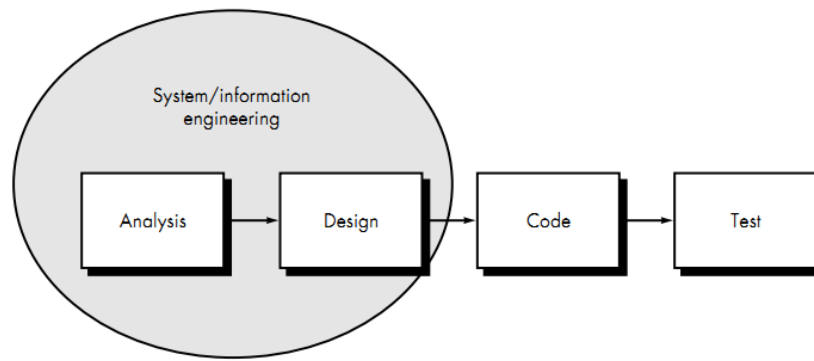 System/information
engineering
Analysis
Design
Code
Test